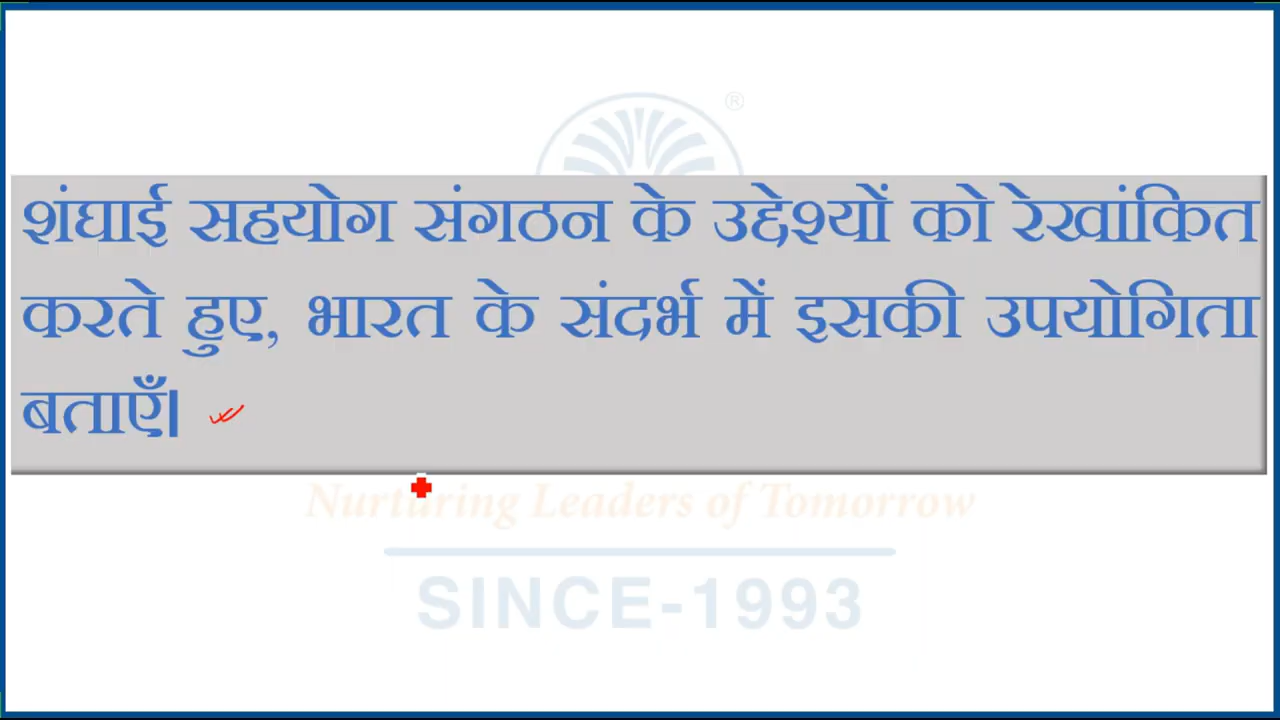 ®
शंघाई सहयोग संगठन के उद्देश्यों को रेखांकित
करते हुए, भारत के संदर्भ में इसकी उपयोगिता
बताएँ।
Nurturing Leaders of Tomorrow
SINCE-1993